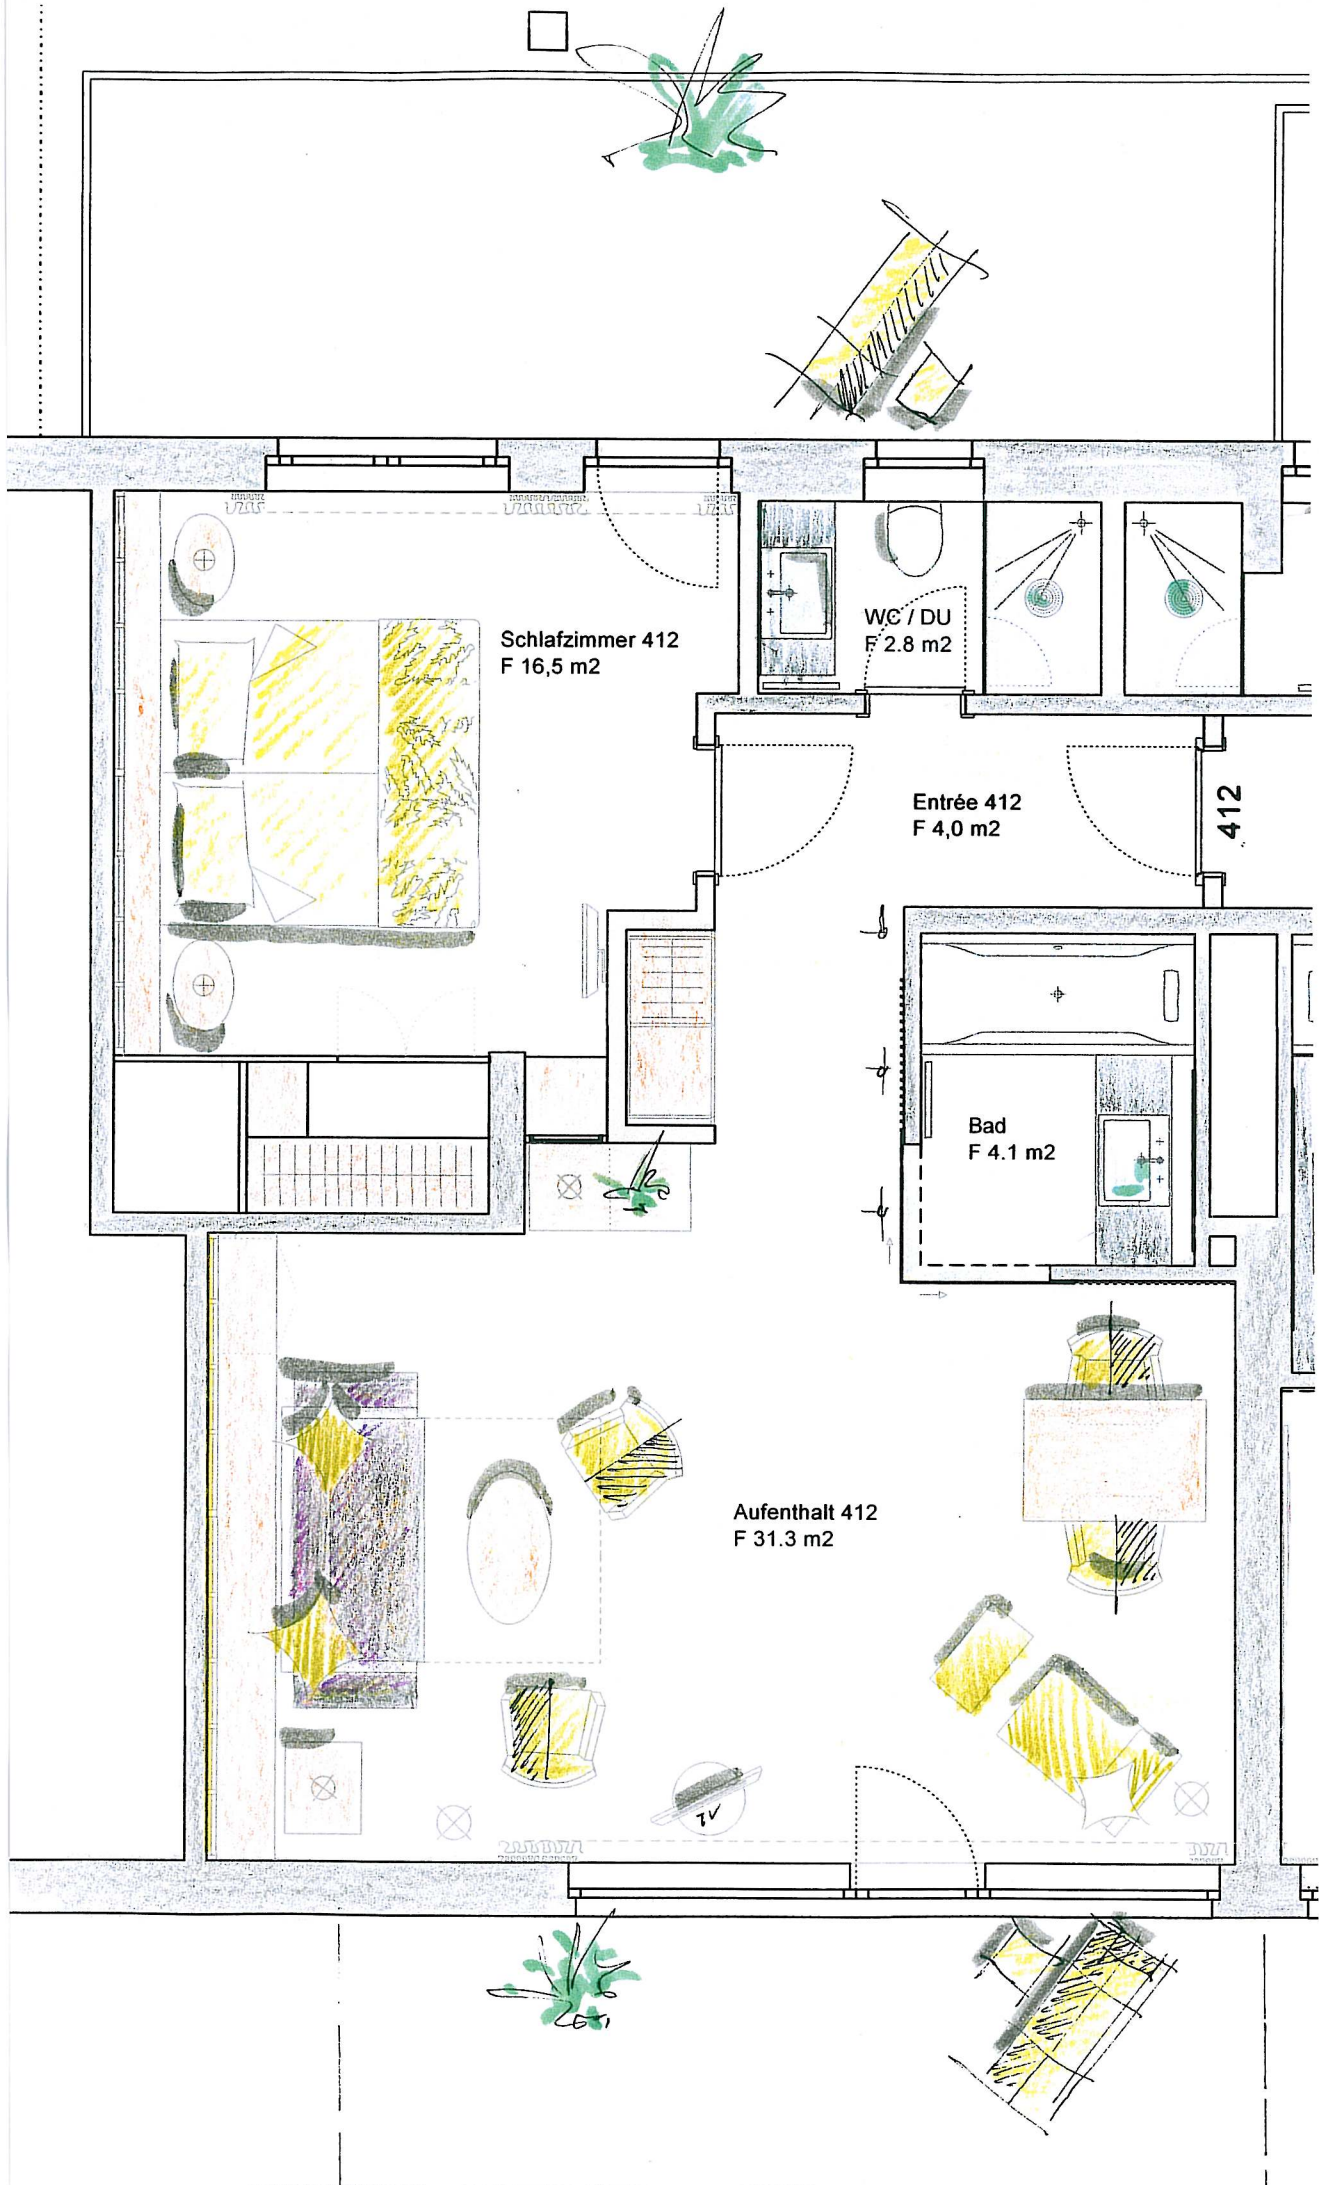 WC / DU
F 2.8 m2
Schlafzimmer 412
F 16,5 m2
Entrée 412
F 4,0 m2
412
Bad
F 4.1 m2
Aufenthalt 412
F 31.3 m2
TV